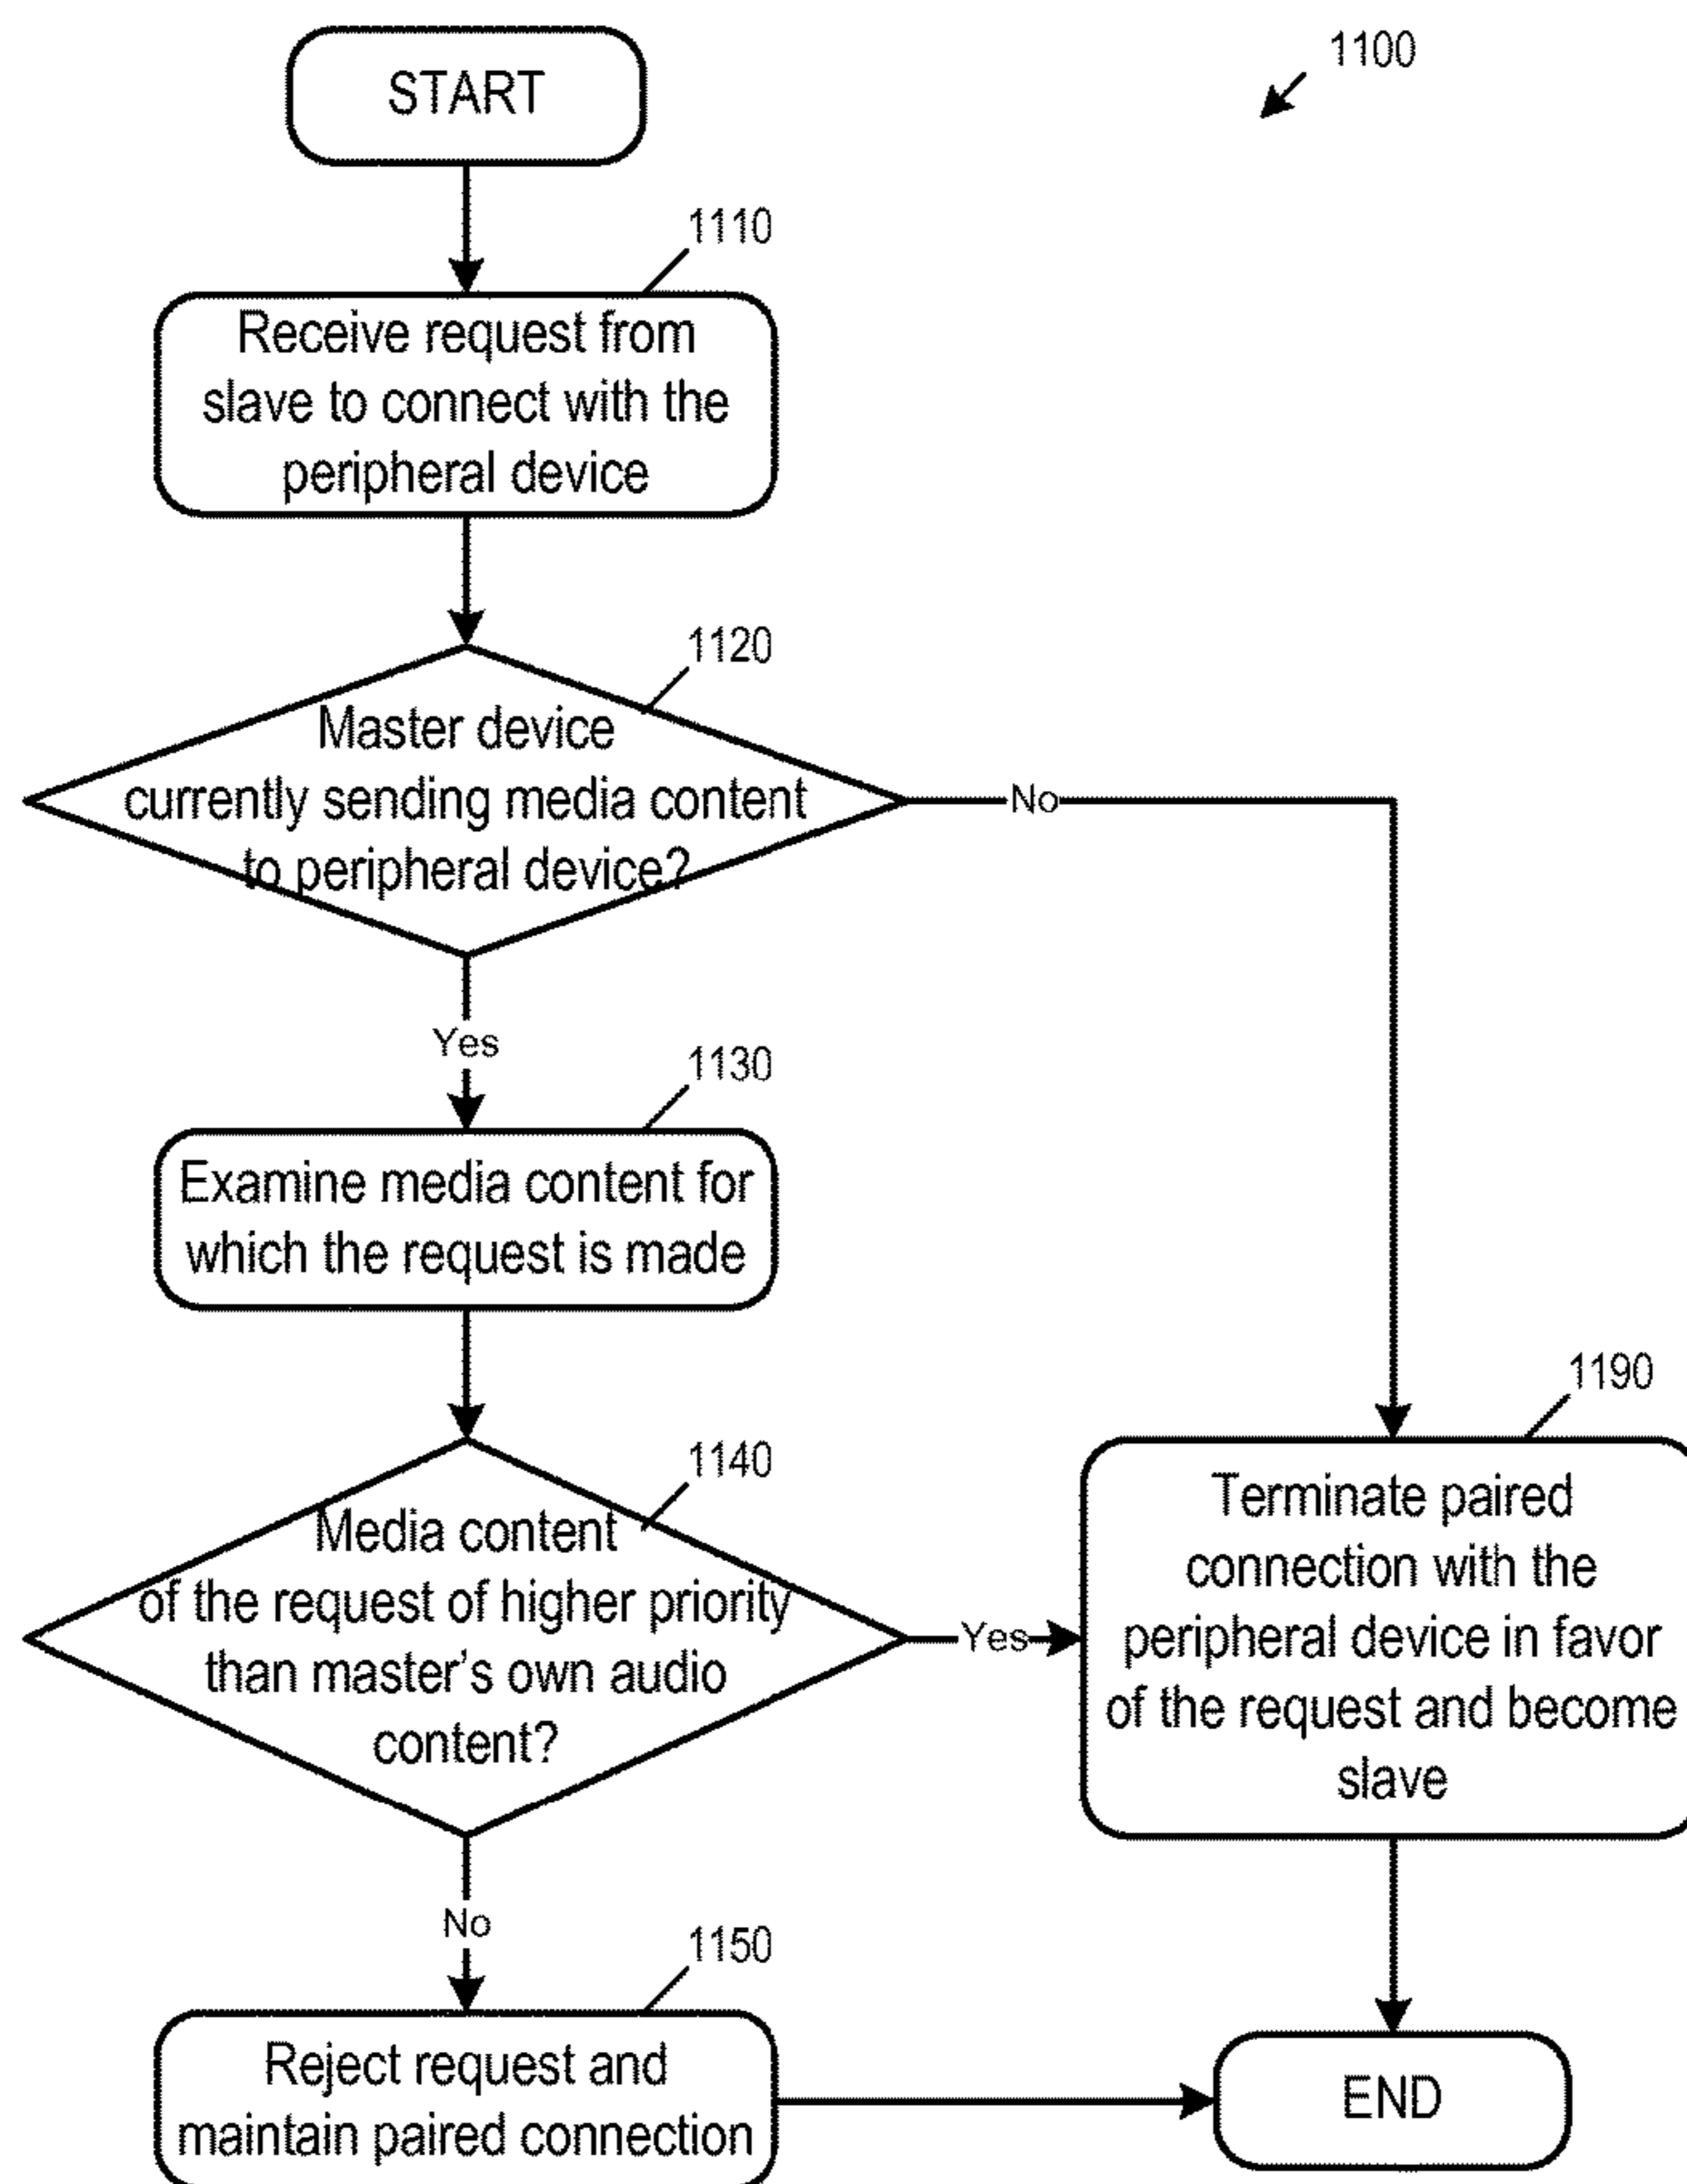 START
1100
1110
Receive request from
slave to connect with the
peripheral device
1120
Master device
currently sending media content
to peripheral device?
No
Yes
1130
Examine media content for
which the request is made
1140
Media content
of the request of higher priority
than master's own audio
content?
Yes
1190
Terminate paired
connection with the
peripheral device in favor
of the request and become
slave
No
1150
Reject request and
maintain paired connection
END